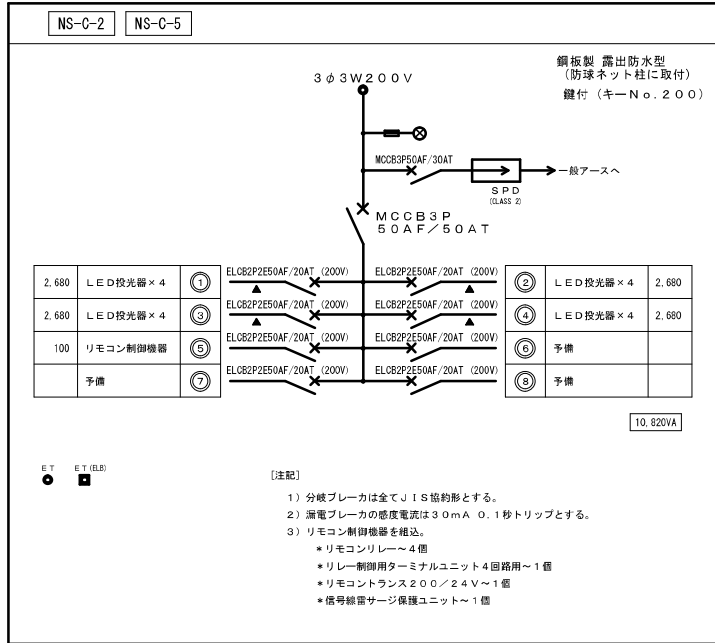 NS-C-2 NS-C-5
鋼板製 露出防水型
(防球ネット柱に取付)
鍵付 (キーNo.200)
3φ3W200V
MCCB3P50AF/30AT
一般アースへ
SPD
(CLASS 2)
MCCB3P
50AF/50AT
2,680 LED投光器×4 ① ELCB2P2E50AF/20AT (200V) ELCB2P2E50AF/20AT (200V) ② LED投光器×4 2,680
2,680 LED投光器×4 ③ ELCB2P2E50AF/20AT (200V) ELCB2P2E50AF/20AT (200V) ④ LED投光器×4 2,680
100 リモコン制御機器 ⑤ ELCB2P2E50AF/20AT (200V) ELCB2P2E50AF/20AT (200V) ⑥ 予備
予備 ⑦ ELCB2P2E50AF/20AT (200V) ELCB2P2E50AF/20AT (200V) ⑧ 予備
10,820VA
ET ET(ELB)
[注記]
1) 分岐ブレーカは全てJIS協約形とする。
2) 漏電ブレーカの感度電流は30mA 0.1秒トリップとする。
3) リモコン制御機器を組込。
*リモコンリレー~4個
*リレー制御用ターミナルユニット4回路用~1個
*リモコントランス200/24V~1個
*信号線雷サージ保護ユニット~1個